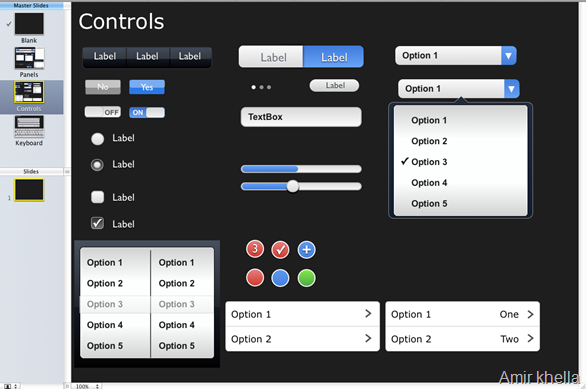 Master Slides
Blank
Panels
Controls
Keyboard
Slides
1
Controls
Label Label Label
Label Label
Option 1
No Yes
Label
Option 1
OFF ON
TextBox
Label
Label
Label
Label
Option 1
Option 2
Option 3
Option 4
Option 5
Option 1 Option 1
Option 2 Option 2
Option 3 Option 3
Option 4 Option 4
Option 5 Option 5
3
Option 1
Option 2
Option 1 One
Option 2 Two
100%
Amir khella